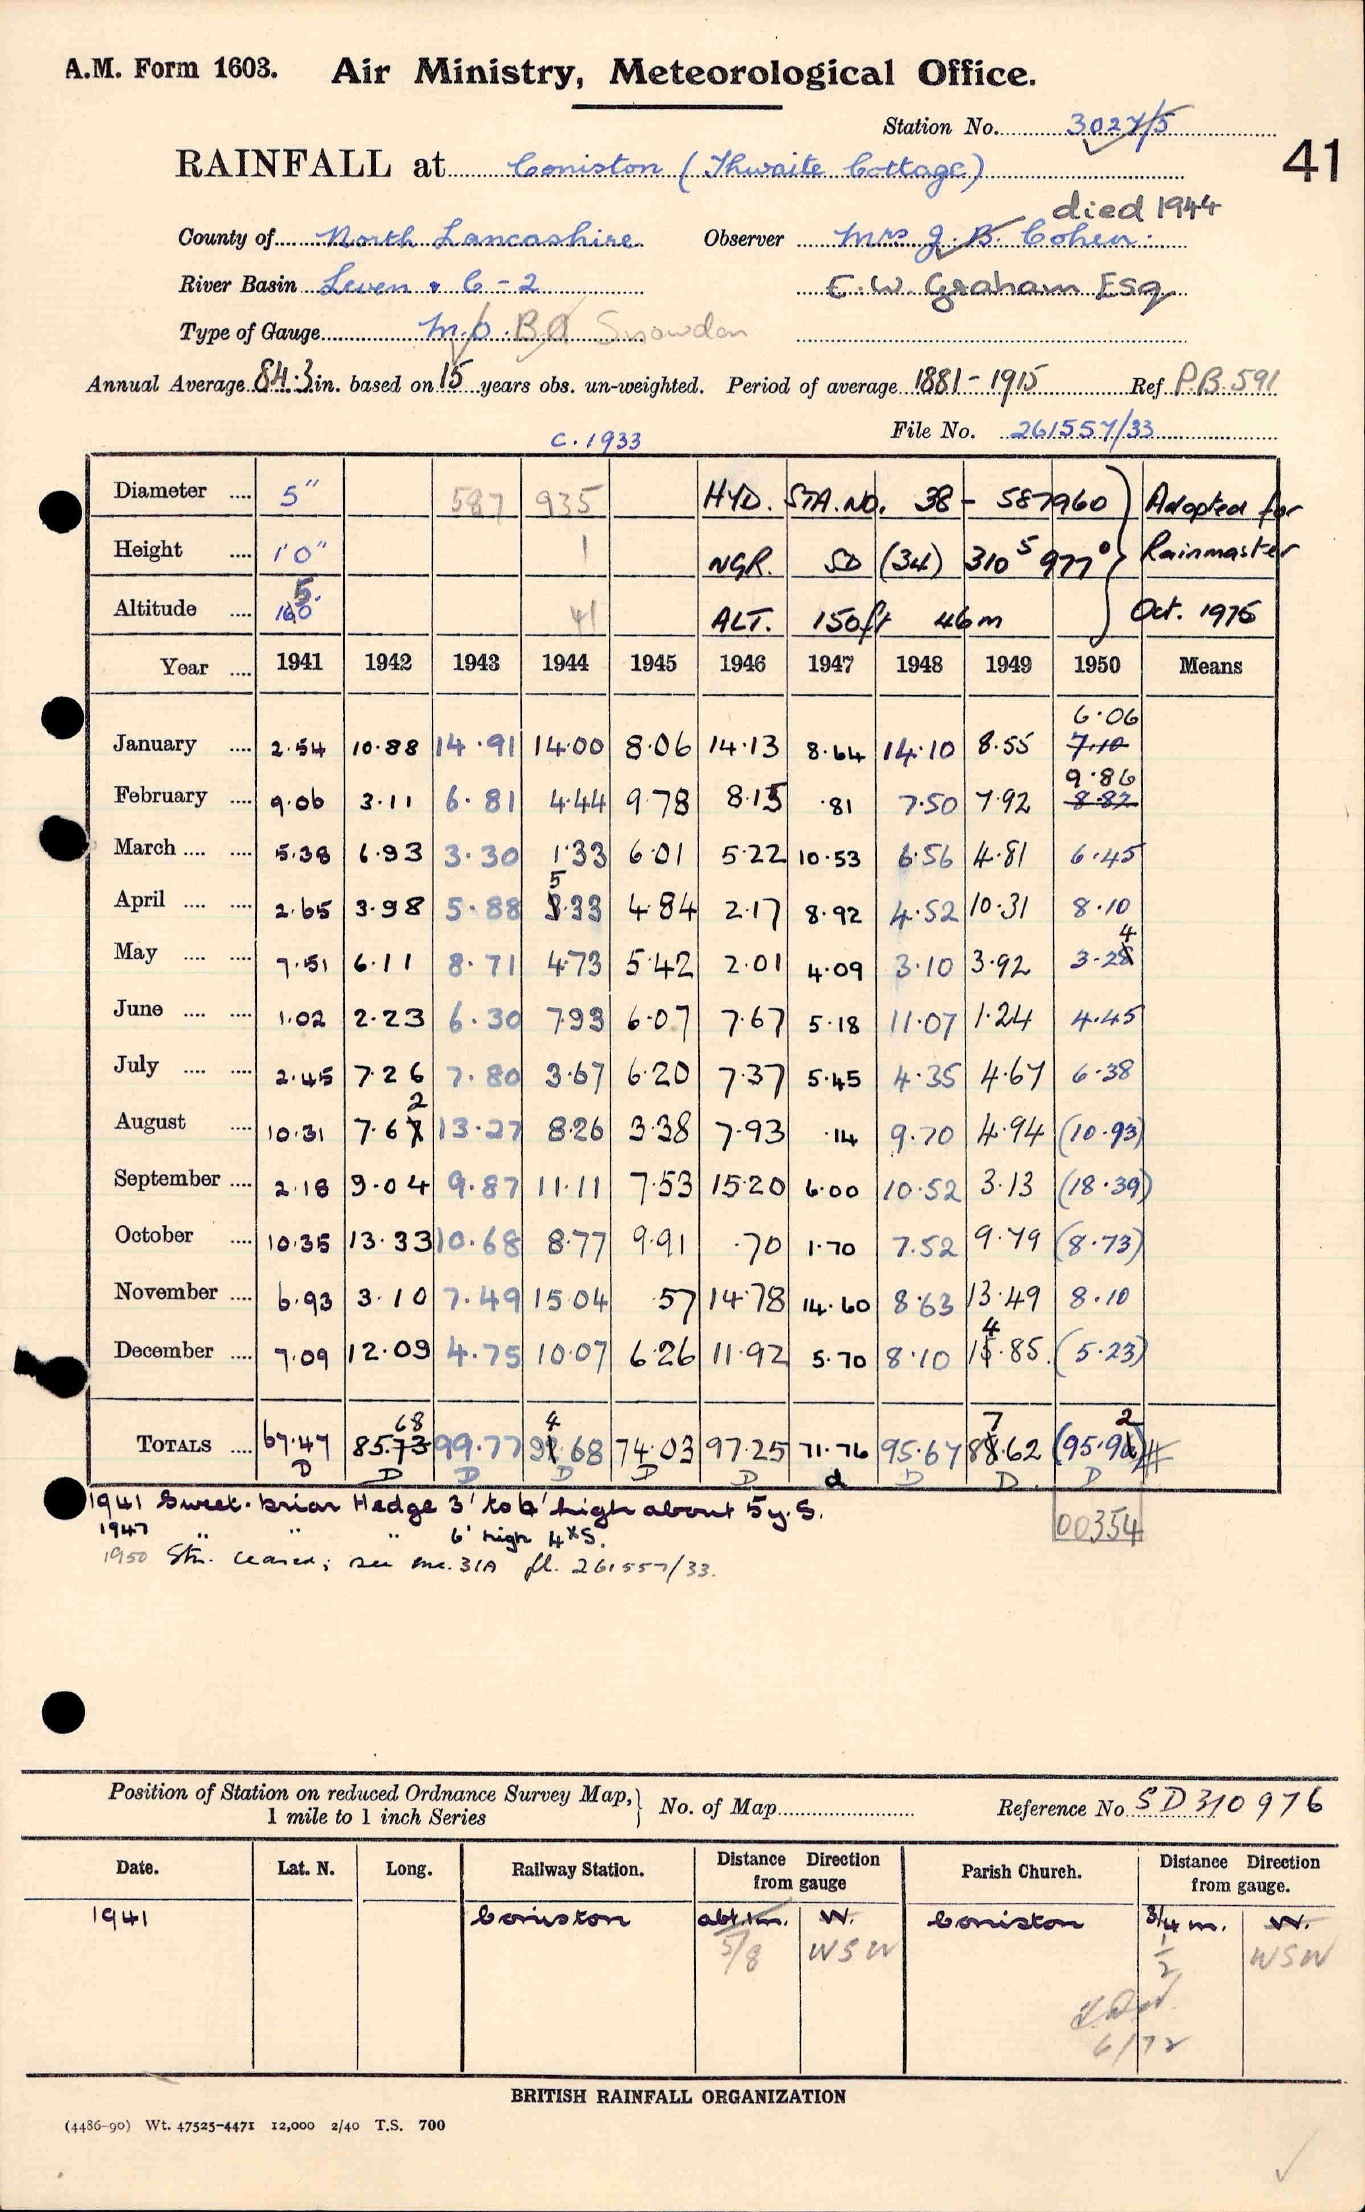 A.M. Form 1603. Air Ministry, Meteorological Office.
Station No. 3027/5
41
RAINFALL at Coniston (Thwaite Cottage)
died 1944
County of North Lancashire Observer Mrs J. B. Cohen.
River Basin Leven & C-2 E.W. Graham Esq
Type of Gauge M.O. Snowdon
Annual Average 84.3 in. based on 15 years obs. un-weighted. Period of average 1881-1915 Ref P.B. 591
File No. 261557/33
C. 1933
Diameter .... 5" 587 935 HYD. STA. NO. 38 - 587960 Adopted for
Height .... 1'0" 1 NGR. SD (34) 310⁵ 977⁰ Rainmaster
5.
Altitude .... 160 41 ALT. 150ft 46m Oct. 1975
Year .... 1941 1942 1943 1944 1945 1946 1947 1948 1949 1950 Means
6.06
January .... 2.54 10.88 14.91 14.00 8.06 14.13 8.64 14.10 8.55 7.10
9.86
February .... 9.06 3.11 6.81 4.44 9.78 8.15 .81 7.50 7.92 8.82
March .... .... 5.38 6.93 3.30 1.33 6.01 5.22 10.53 6.56 4.81 6.45
5
April .... .... 2.65 3.98 5.88 3.33 4.84 2.17 8.92 4.52 10.31 8.10
4
May .... .... 7.51 6.11 8.71 4.73 5.42 2.01 4.09 3.10 3.92 3.28
June .... .... 1.02 2.23 6.30 7.93 6.07 7.67 5.18 11.07 1.24 4.45
July .... .... 2.45 7.26 7.80 3.67 6.20 7.37 5.45 4.35 4.67 6.38
2
August .... 10.31 7.67 13.27 8.26 3.38 7.93 .14 9.70 4.94 (10.93)
September .... 2.18 9.04 9.87 11.11 7.53 15.20 6.00 10.52 3.13 (18.39)
October .... 10.35 13.33 10.68 8.77 9.91 .70 1.70 7.52 9.79 (8.73)
November .... 6.93 3.10 7.49 15.04 .57 14.78 14.60 8.63 13.49 8.10
4
December .... 7.09 12.09 4.75 10.07 6.26 11.92 5.70 8.10 15.85 (5.23)
68 4 7 2
TOTALS .... 67.47 85.73 99.77 92.68 74.03 97.25 71.76 95.67 88.62 (95.96)
D D D D D D d D D. D
1941 Sweet-briar Hedge 3' to 6' high about 5 y. S.
1947 " " " 6' high 4 x S.
00354
1950 Stn. ceased; see enc. 31A fl. 261557/33.
Position of Station on reduced Ordnance Survey Map, No. of Map Reference No. SD 310976
1 mile to 1 inch Series
Date. Lat. N. Long. Railway Station. Distance Direction from gauge Parish Church. Distance Direction from gauge.
1941 Coniston abt. 1m. W. Coniston 3/4 m. W.
5/8 WSW 1/2 WSW
6/72
BRITISH RAINFALL ORGANIZATION
(4486-90) Wt. 47525-4471 12,000 2/40 T.S. 700